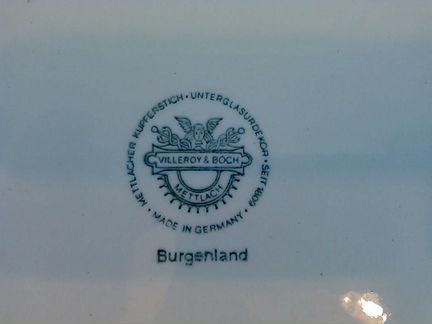 METTLACHER KUPFERSTICH · UNTERGLASURDEKOR · SEIT 1809 ·
VILLEROY & BOCH
METTLACH
MADE IN GERMANY ·
Burgenland